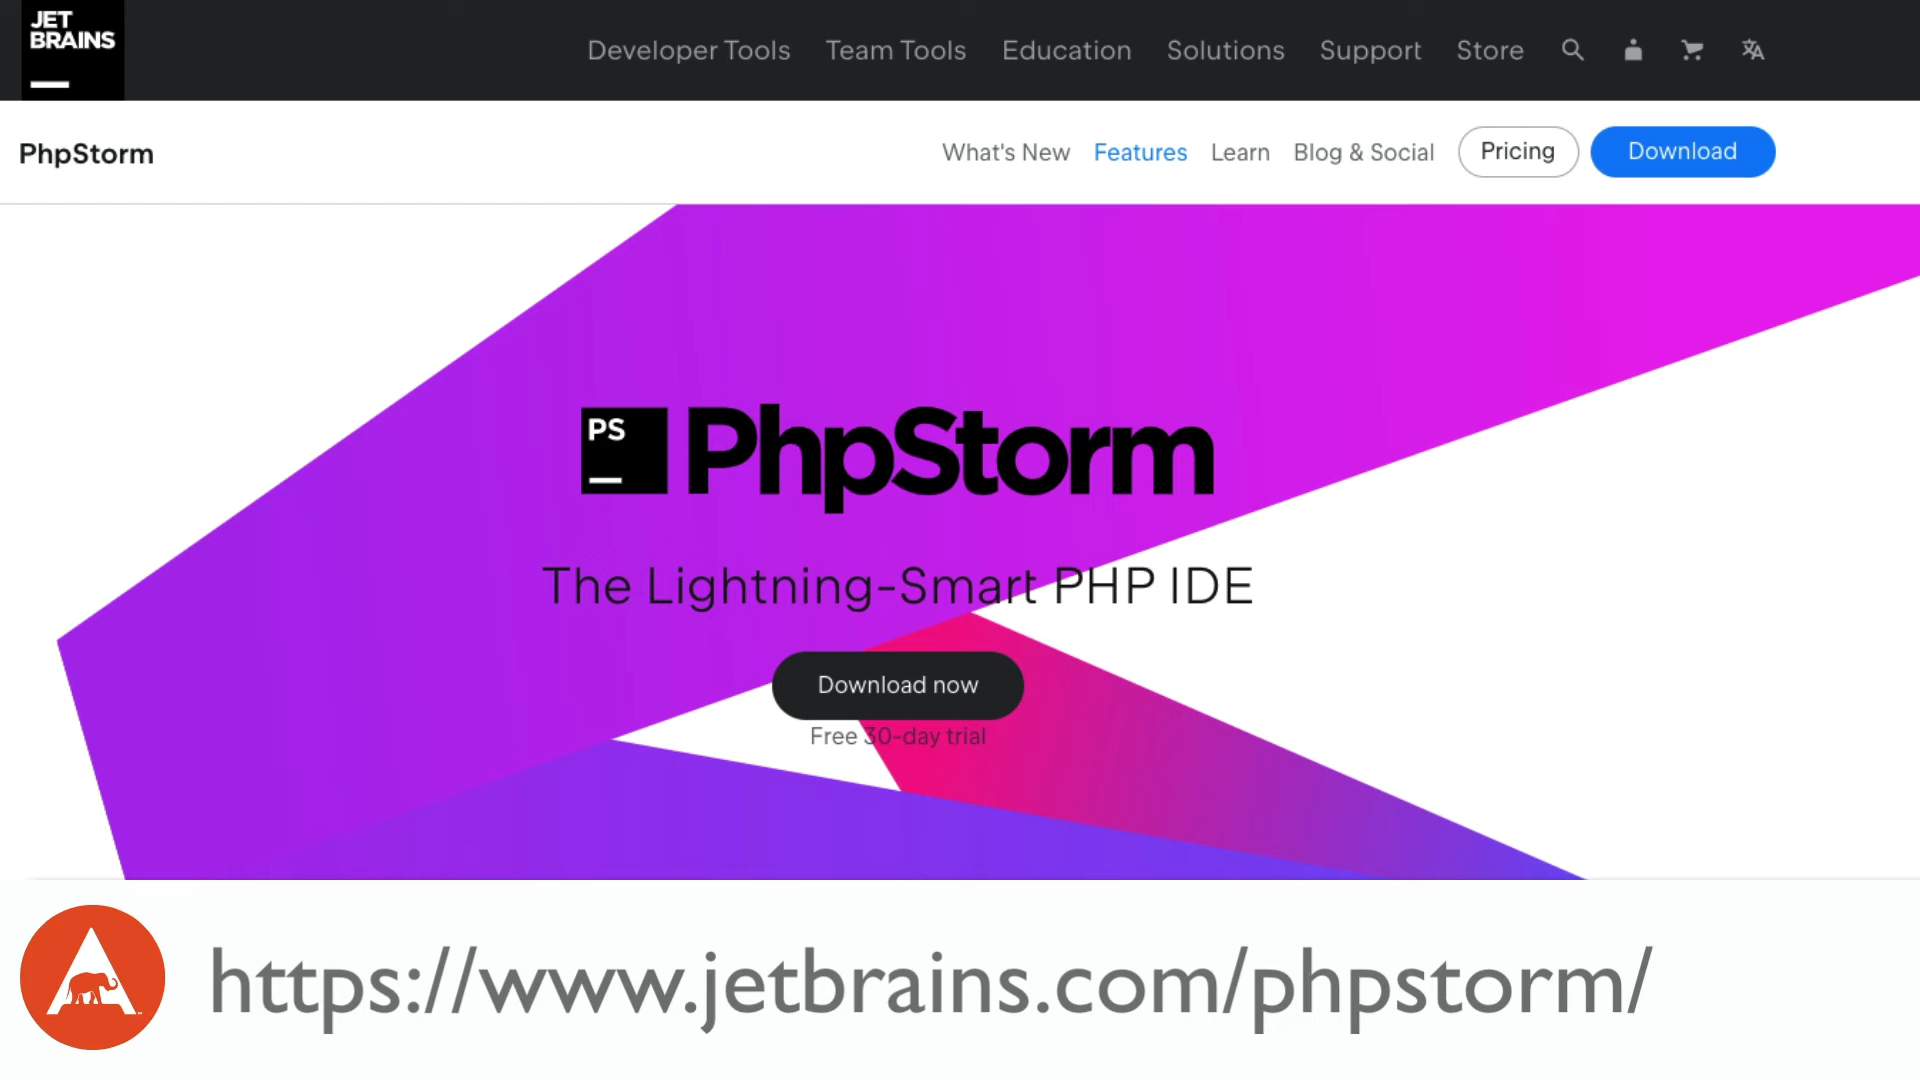 JET
BRAINS
Developer Tools Team Tools Education Solutions Support Store
PhpStorm
What's New Features Learn Blog & Social Pricing Download
PS PhpStorm
The Lightning-Smart PHP IDE
Download now
Free 30-day trial
A https://www.jetbrains.com/phpstorm/